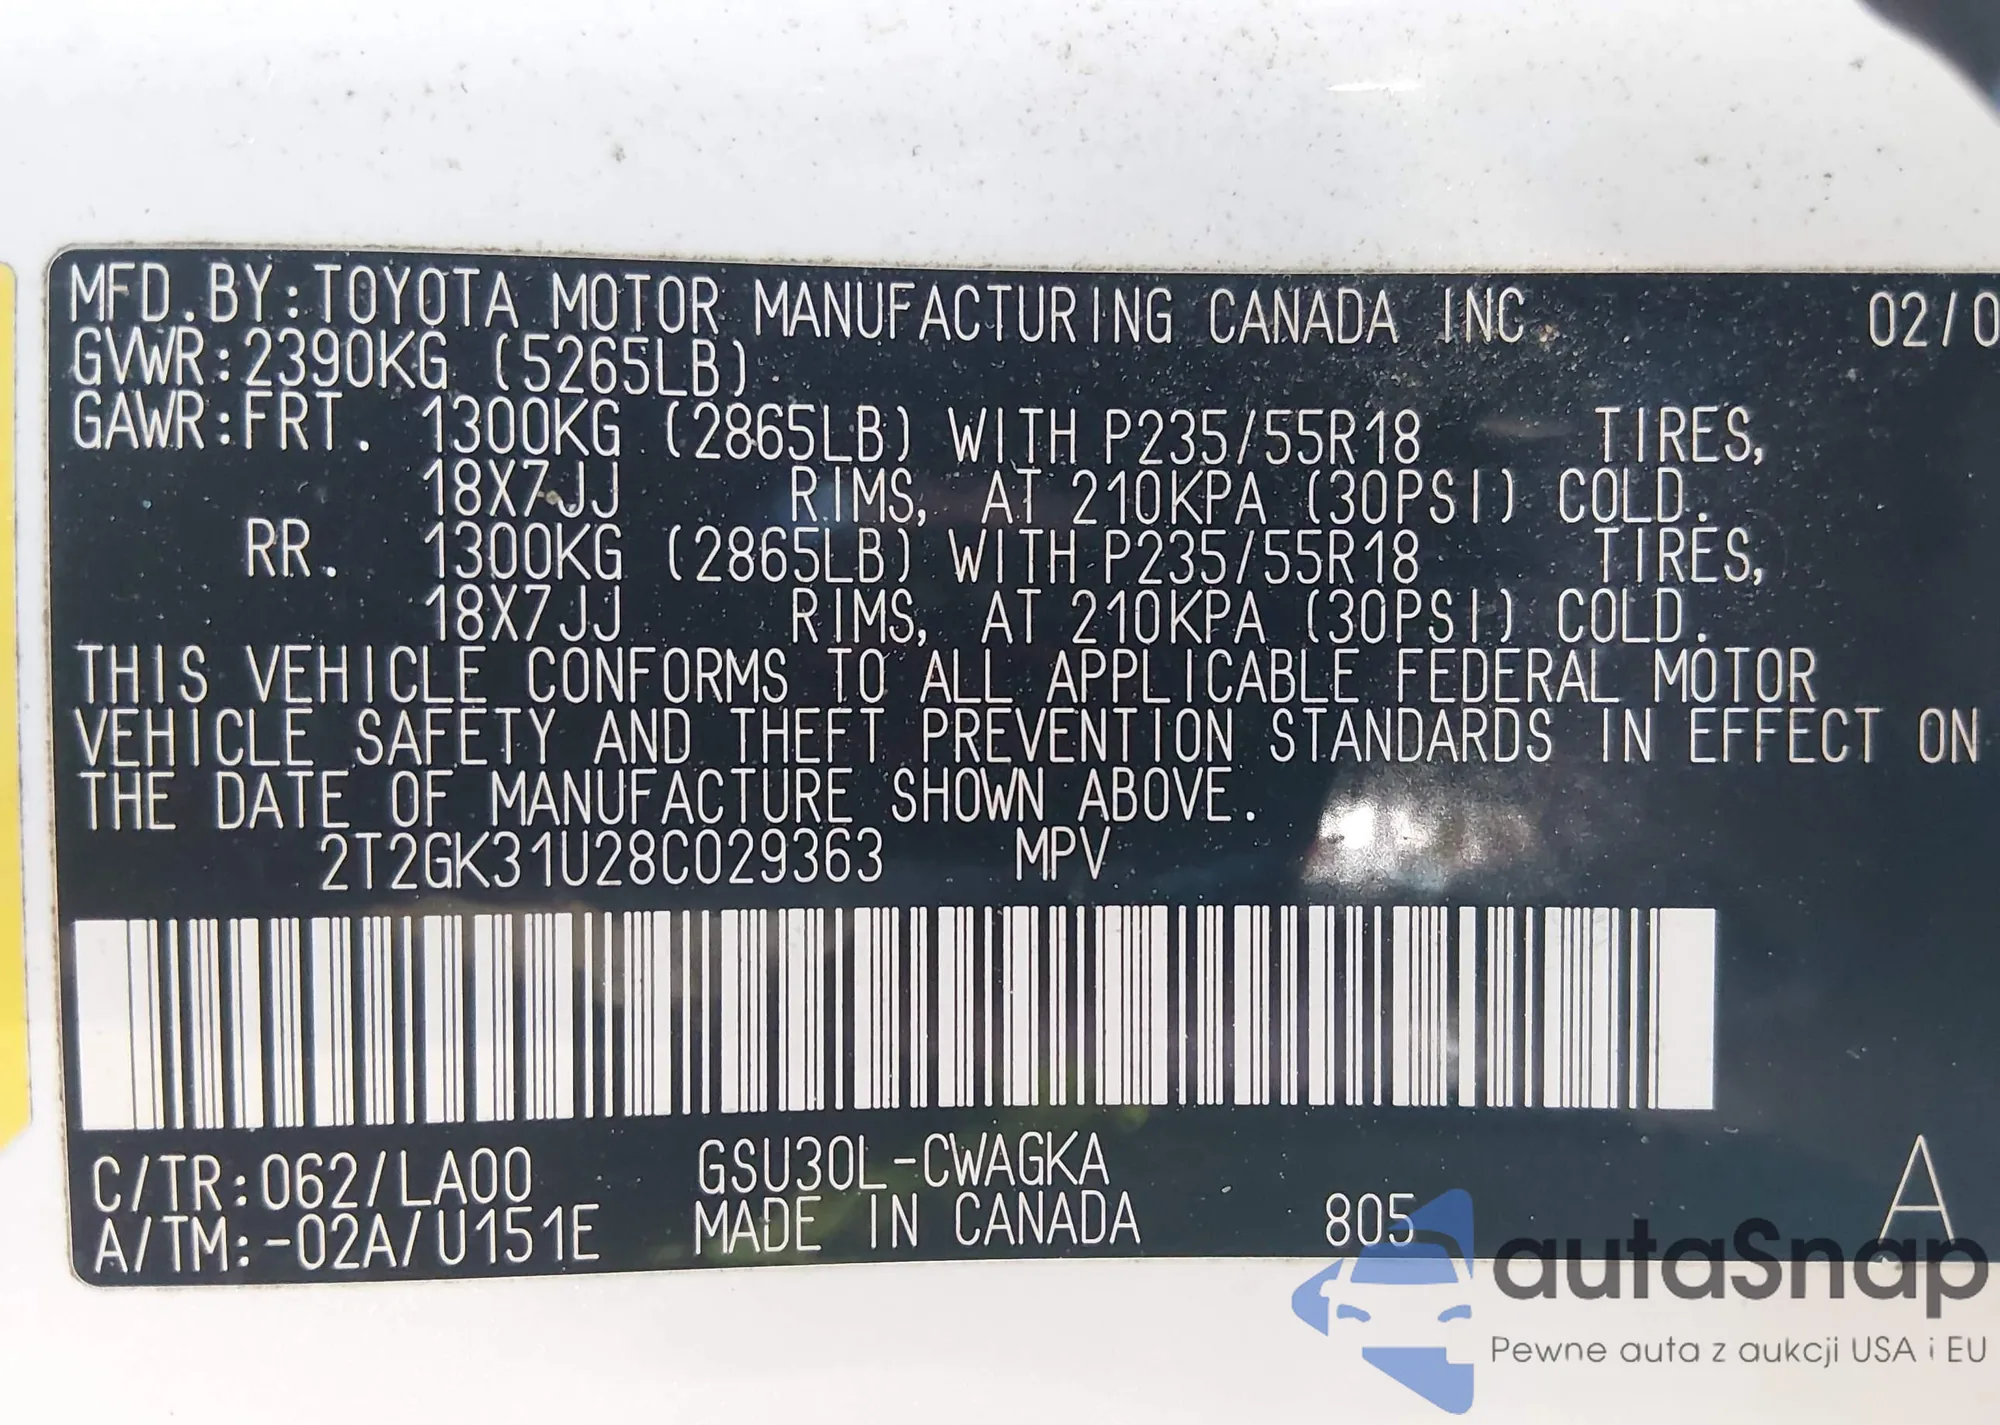 MFD.BY:TOYOTA MOTOR MANUFACTURING CANADA INC 02/0
GVWR:2390KG (5265LB)
GAWR:FRT. 1300KG (2865LB) WITH P235/55R18 TIRES,
18X7JJ RIMS, AT 210KPA (30PSI) COLD.
RR. 1300KG (2865LB) WITH P235/55R18 TIRES,
18X7JJ RIMS, AT 210KPA (30PSI) COLD.
THIS VEHICLE CONFORMS TO ALL APPLICABLE FEDERAL MOTOR
VEHICLE SAFETY AND THEFT PREVENTION STANDARDS IN EFFECT ON
THE DATE OF MANUFACTURE SHOWN ABOVE.
2T2GK31U28C029363 MPV
C/TR:062/LA00 GSU30L-CWAGKA
A/TM:-02A/U151E MADE IN CANADA 805 A
autaSnap
Pewne auta z aukcji USA i EU